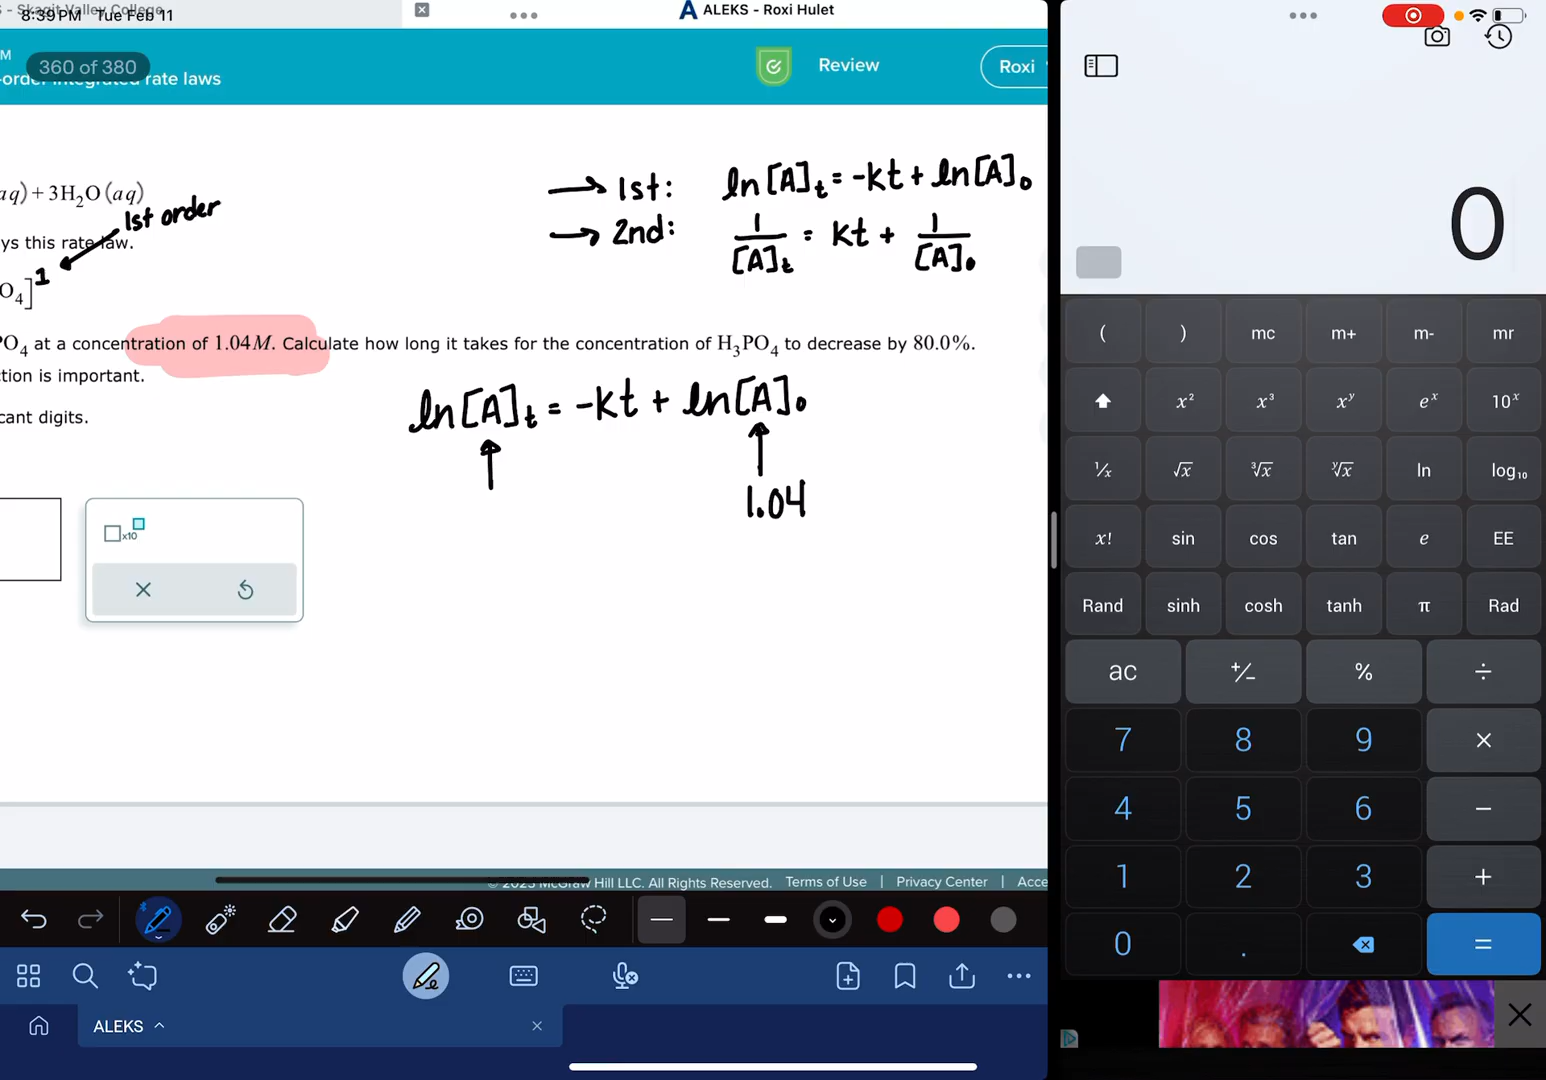 8:39 PM Tue Feb 11
ALEKS - Roxi Hulet
360 of 380
rate laws
Review
Roxi
aq) + 3H₂O (aq)
1st order
ys this rate law.
O₄]¹
→ 1st: ln[A]ₜ = -kt + ln[A]₀
→ 2nd: 1/[A]ₜ = kt + 1/[A]₀
PO₄ at a concentration of 1.04 M. Calculate how long it takes for the concentration of H₃PO₄ to decrease by 80.0%.
ction is important.
cant digits.
ln[A]ₜ = -kt + ln[A]₀
1.04
x10
McGraw Hill LLC. All Rights Reserved. Terms of Use | Privacy Center | Acce
ALEKS
0
( ) mc m+ m- mr
x² x³ xʸ eˣ 10ˣ
¹/x √x ³√x ʸ√x ln log₁₀
x! sin cos tan e EE
Rand sinh cosh tanh π Rad
ac +/− % ÷
7 8 9 ×
4 5 6 −
1 2 3 +
0 . =